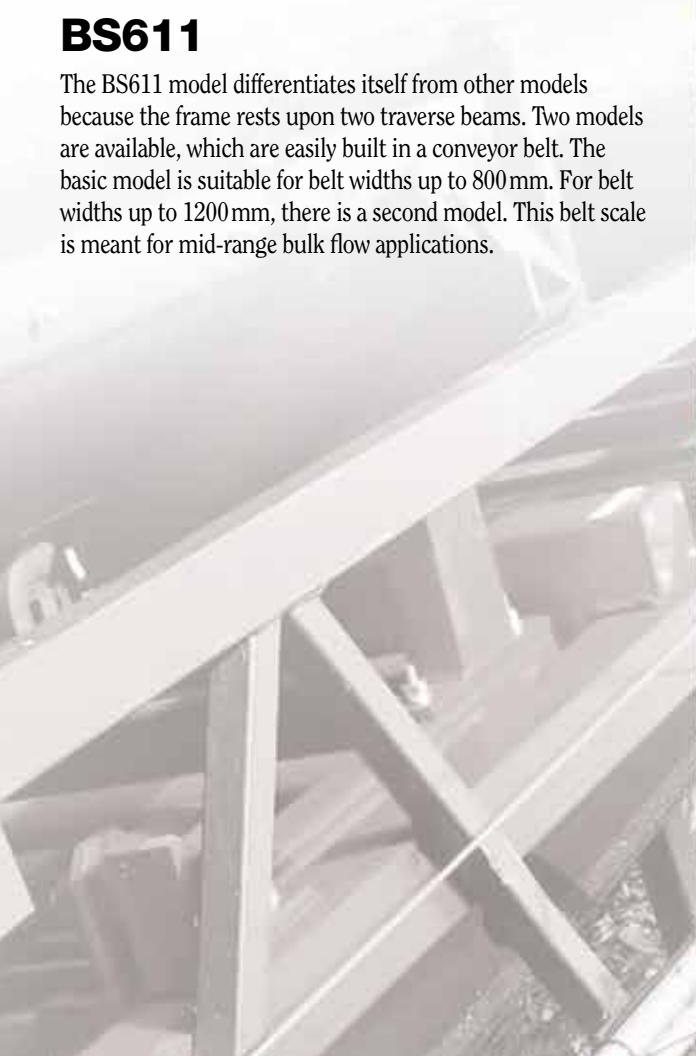 BS611
The BS611 model differentiates itself from other models
because the frame rests upon two traverse beams. Two models
are available, which are easily built in a conveyor belt. The
basic model is suitable for belt widths up to 800 mm. For belt
widths up to 1200 mm, there is a second model. This belt scale
is meant for mid-range bulk flow applications.